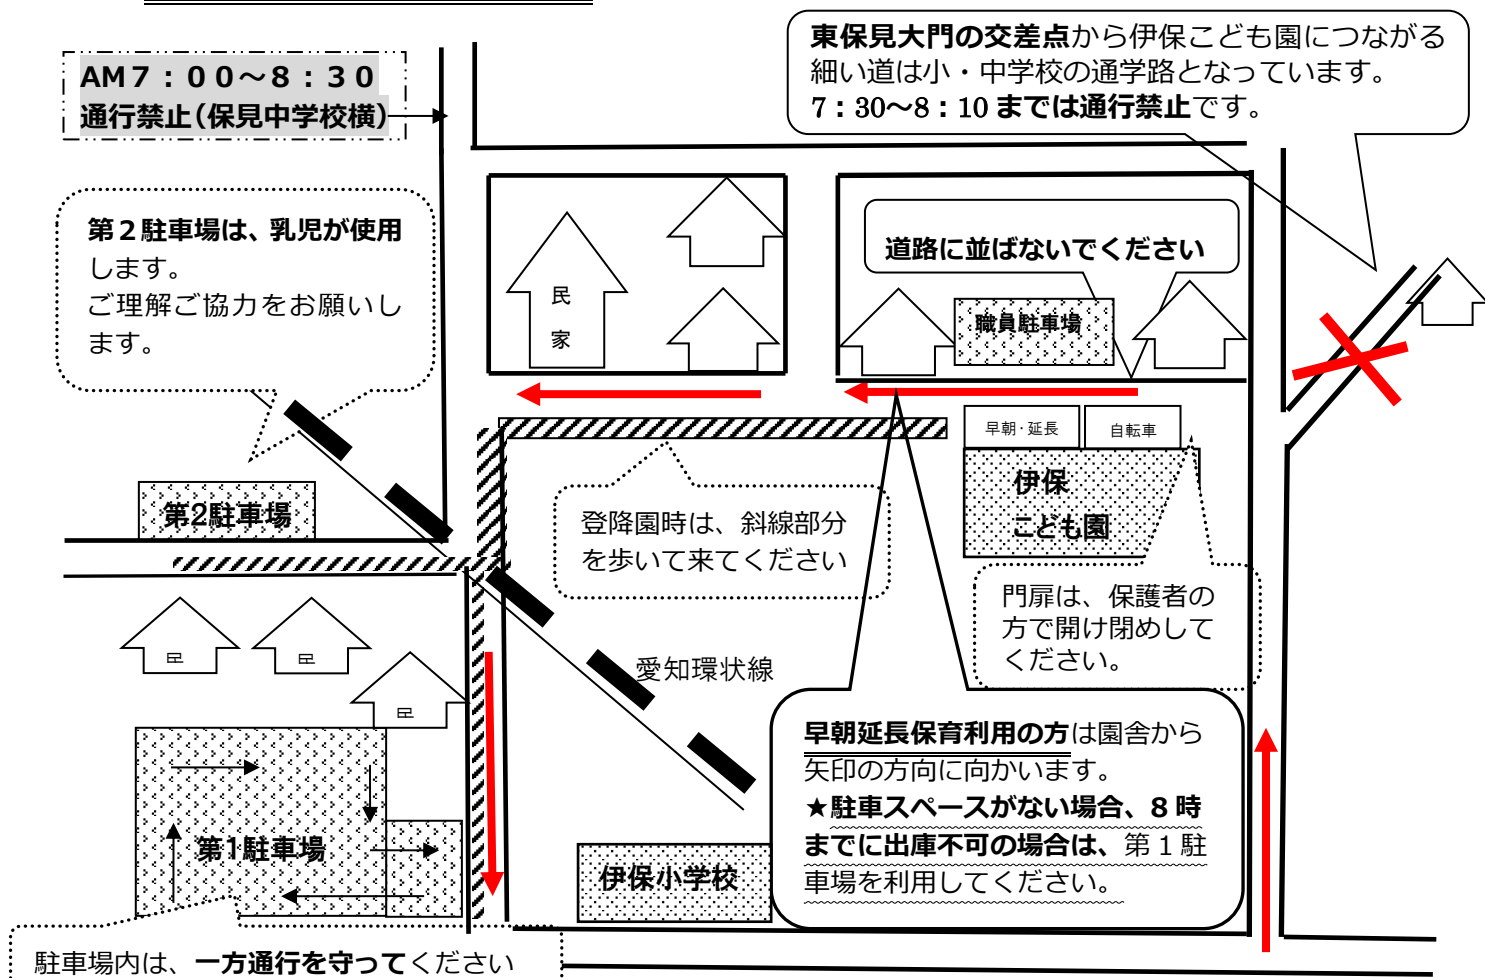 AM7：00～8：30
通行禁止(保見中学校横)
東保見大門の交差点から伊保こども園につながる
細い道は小・中学校の通学路となっています。
7：30～8：10 までは通行禁止です。
第２駐車場は、乳児が使用
します。
ご理解ご協力をお願いし
ます。
道路に並ばないでください
民
家
職員駐車場
早朝・延長
自転車
伊保
こども園
第2駐車場
登降園時は、斜線部分
を歩いて来てください
門扉は、保護者の
方で開け閉めして
ください。
愛知環状線
早朝延長保育利用の方は園舎から
矢印の方向に向かいます。
★駐車スペースがない場合、８時
までに出庫不可の場合は、第１駐
車場を利用してください。
第1駐車場
伊保小学校
駐車場内は、一方通行を守ってください